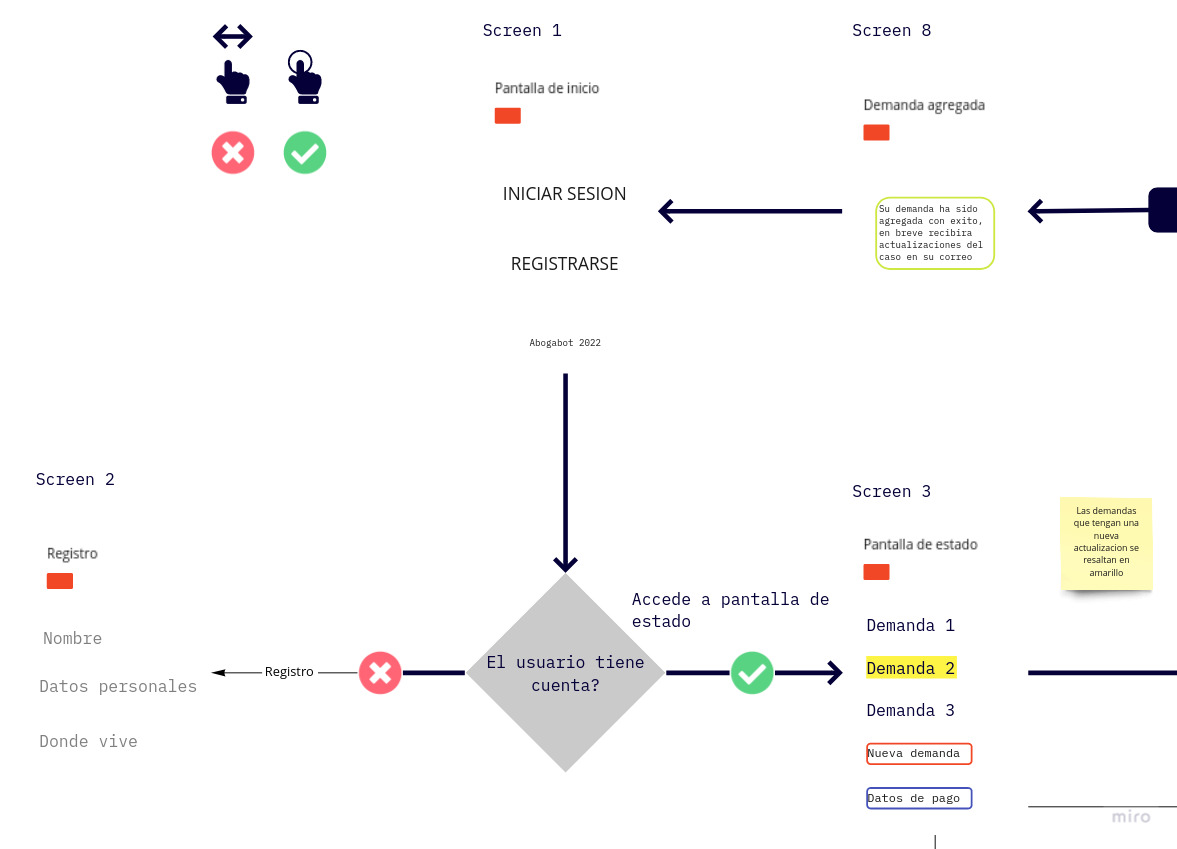 Screen 1
Screen 8
Pantalla de inicio
Demanda agregada
INICIAR SESION
REGISTRARSE
Su demanda ha sido
agregada con exito,
en breve recibira
actualizaciones del
caso en su correo
Abogabot 2022
Screen 2
Registro
Nombre
Datos personales
Donde vive
Registro
El usuario tiene
cuenta?
Accede a pantalla de
estado
Screen 3
Pantalla de estado
Demanda 1
Demanda 2
Demanda 3
Nueva demanda
Datos de pago
Las demandas
que tengan una
nueva
actualizacion se
resaltan en
amarillo
miro